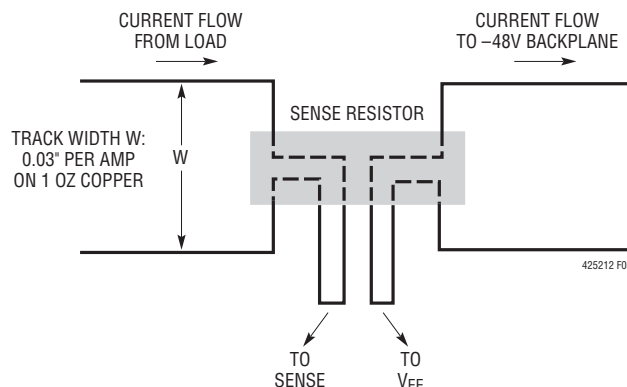 CURRENT FLOW
FROM LOAD
CURRENT FLOW
TO –48V BACKPLANE
SENSE RESISTOR
TRACK WIDTH W:
0.03" PER AMP
ON 1 OZ COPPER
W
425212 F0
TO
SENSE
TO
VEE